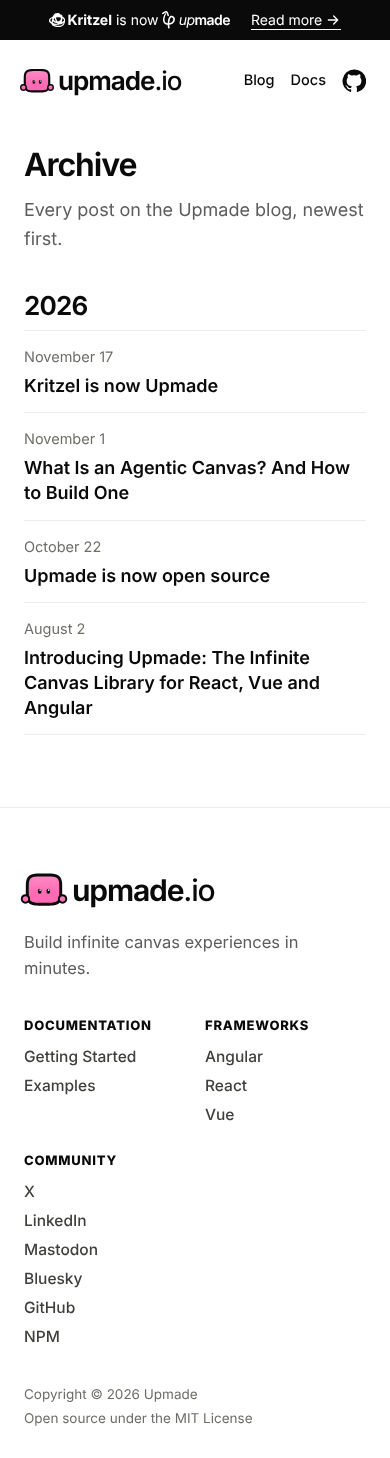 Kritzel is now upmade Read more →
upmade.io
Blog Docs
Archive
Every post on the Upmade blog, newest
first.
2026
November 17
Kritzel is now Upmade
November 1
What Is an Agentic Canvas? And How
to Build One
October 22
Upmade is now open source
August 2
Introducing Upmade: The Infinite
Canvas Library for React, Vue and
Angular
upmade.io
Build infinite canvas experiences in
minutes.
DOCUMENTATION
Getting Started
Examples
FRAMEWORKS
Angular
React
Vue
COMMUNITY
X
LinkedIn
Mastodon
Bluesky
GitHub
NPM
Copyright © 2026 Upmade
Open source under the MIT License